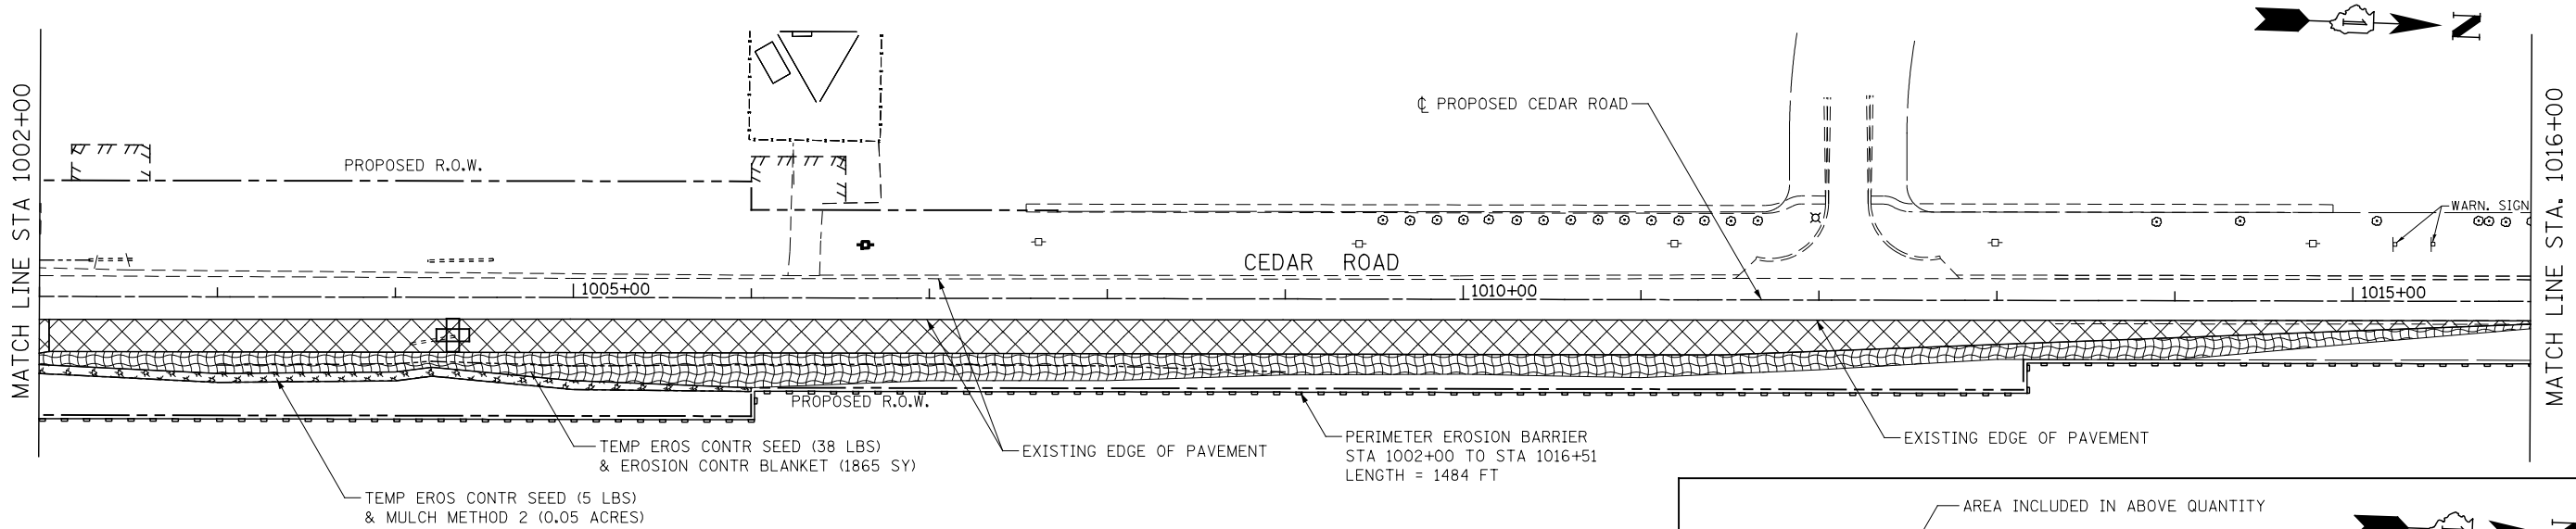 MATCH LINE STA 1002+00
N
℄ PROPOSED CEDAR ROAD
PROPOSED R.O.W.
WARN. SIGN
CEDAR ROAD
1005+00
1010+00
1015+00
MATCH LINE STA. 1016+00
PROPOSED R.O.W.
TEMP EROS CONTR SEED (38 LBS)
& EROSION CONTR BLANKET (1865 SY)
EXISTING EDGE OF PAVEMENT
PERIMETER EROSION BARRIER
STA 1002+00 TO STA 1016+51
LENGTH = 1484 FT
EXISTING EDGE OF PAVEMENT
TEMP EROS CONTR SEED (5 LBS)
& MULCH METHOD 2 (0.05 ACRES)
AREA INCLUDED IN ABOVE QUANTITY